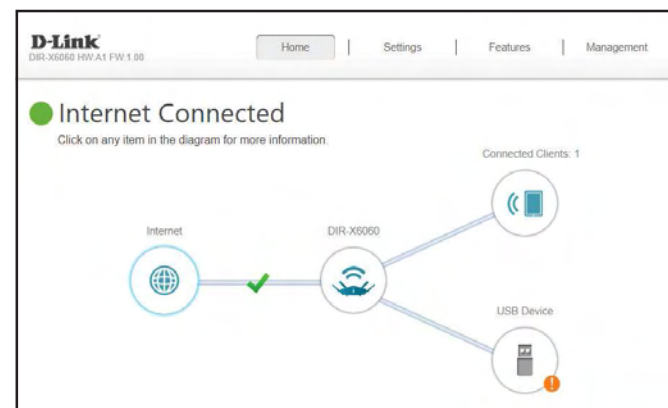 D-Link
DIR-X6060 HW:A1 FW:1.00
Home | Settings | Features | Management
Internet Connected
Click on any item in the diagram for more information.
Connected Clients: 1
Internet
DIR-X6060
USB Device